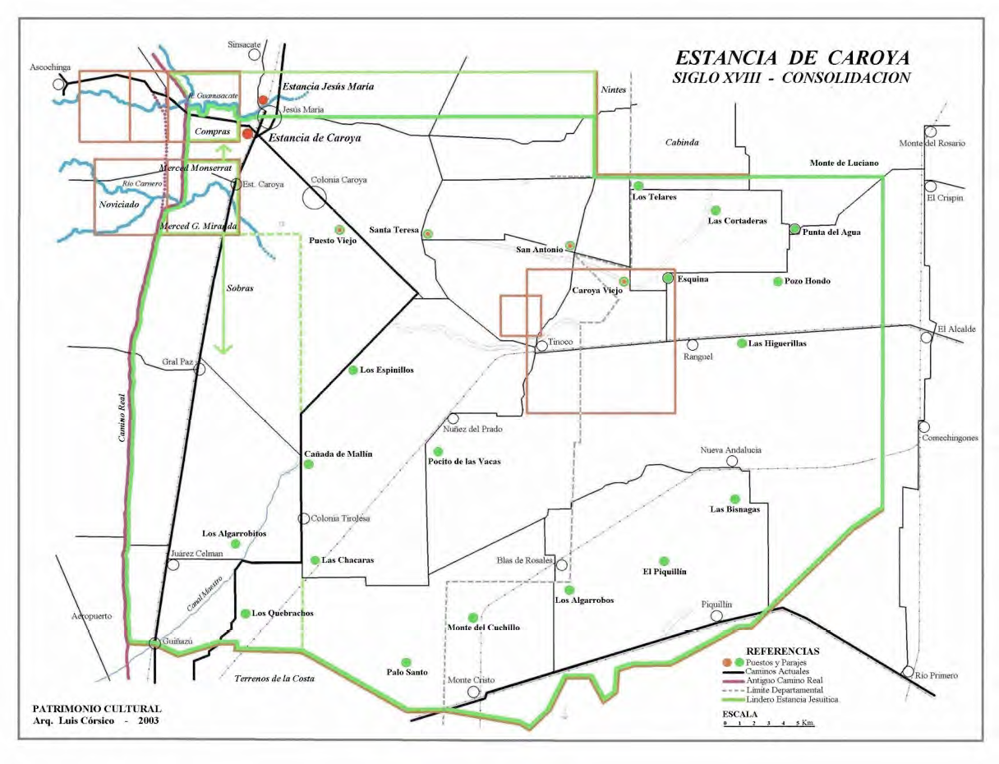 ESTANCIA DE CAROYA
SIGLO XVIII - CONSOLIDACION
Sinsacate
Ascochinga
Estancia Jesús María
Nintes
R. Guanusacate
Jesús María
Compras
Estancia de Caroya
Cabinda
Monte del Rosario
Merced Monserrat
Monte de Luciano
Río Carnero
Est. Caroya
Colonia Caroya
Noviciado
Los Telares
El Crispín
Merced G. Miranda
Las Cortaderas
Puesto Viejo
Santa Teresa
Punta del Agua
San Antonio
Sobras
Caroya Viejo
Esquina
Pozo Hondo
El Alcalde
Tinoco
Ranguel
Las Higuerillas
Gral Paz
Los Espinillos
Camino Real
Nuñez del Prado
Comechingones
Cañada de Mallín
Pocito de las Vacas
Nueva Andalucia
Las Bisnagas
Colonia Tirolesa
Los Algarrobitos
Juárez Celman
Las Chacaras
Blas de Rosales
El Piquillín
Canal Maestro
Los Algarrobos
Aeropuerto
Los Quebrachos
Monte del Cuchillo
Piquillín
Guiñazú
Palo Santo
Terrenos de la Costa
Monte Cristo
Río Primero
REFERENCIAS
Puestos y Parajes
Caminos Actuales
Antiguo Camino Real
Límite Departamental
Lindero Estancia Jesuítica
ESCALA
0 1 2 3 4 5 Km.
PATRIMONIO CULTURAL
Arq. Luis Córsico - 2003